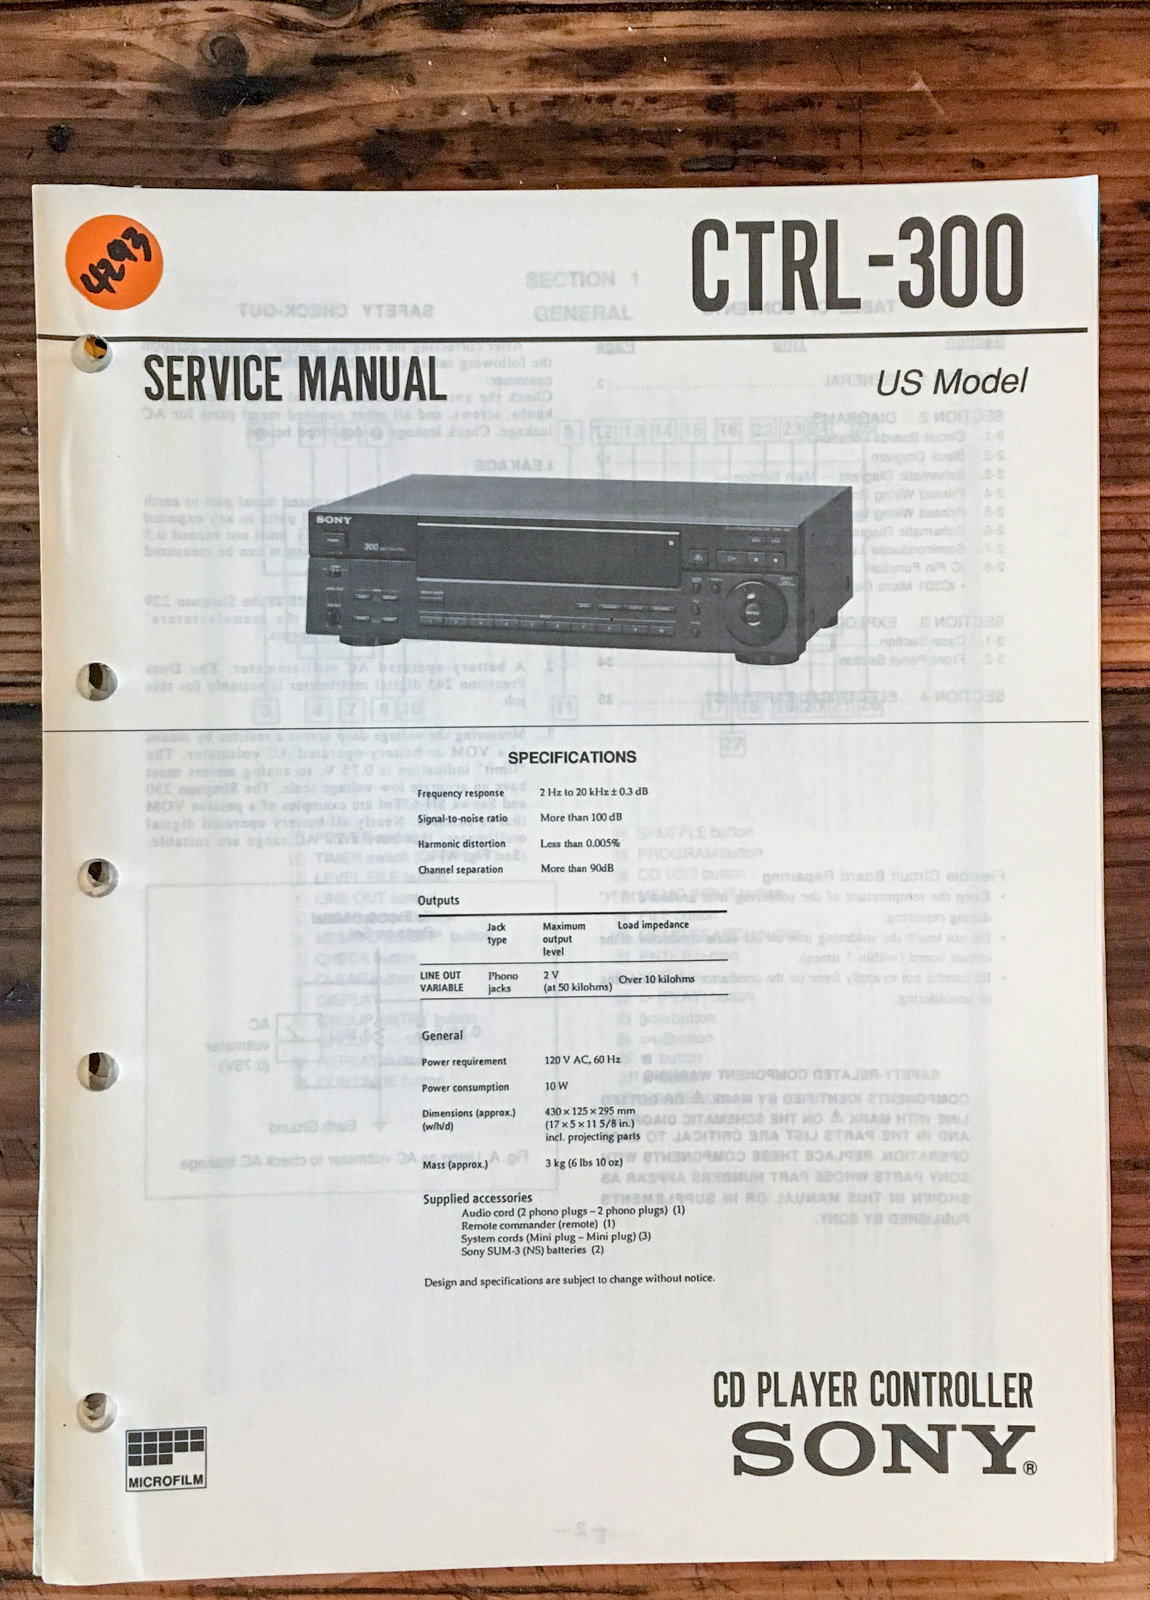 4293
CTRL-300
SERVICE MANUAL
US Model
SONY
300
SPECIFICATIONS
Frequency response 2 Hz to 20 kHz ± 0.3 dB
Signal-to-noise ratio More than 100 dB
Harmonic distortion Less than 0.005%
Channel separation More than 90dB
Outputs
Jack type Maximum output level Load impedance
LINE OUT VARIABLE Phono jacks 2 V (at 50 kilohms) Over 10 kilohms
General
Power requirement 120 V AC, 60 Hz
Power consumption 10 W
Dimensions (approx.) 430 × 125 × 295 mm
(w/h/d) (17 × 5 × 11 5/8 in.)
incl. projecting parts
Mass (approx.) 3 kg (6 lbs 10 oz)
Supplied accessories
Audio cord (2 phono plugs – 2 phono plugs) (1)
Remote commander (remote) (1)
System cords (Mini plug – Mini plug) (3)
Sony SUM-3 (NS) batteries (2)
Design and specifications are subject to change without notice.
CD PLAYER CONTROLLER
SONY®
MICROFILM